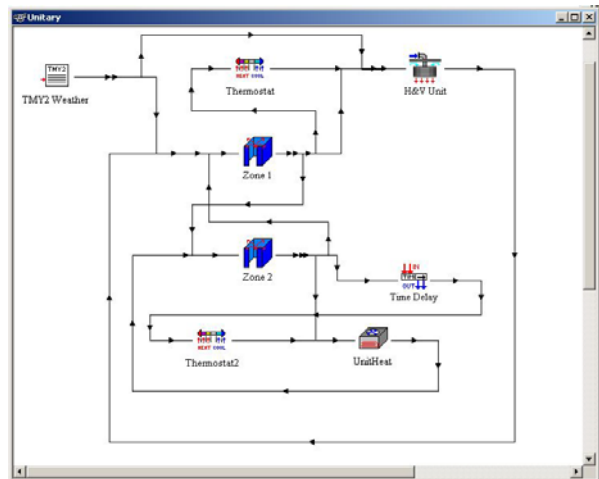 Unitary
TMY2
TMY2 Weather
HEAT COOL
Thermostat
H&V Unit
Zone 1
Zone 2
IN
OUT
Time Delay
HEAT COOL
Thermostat2
UnitHeat